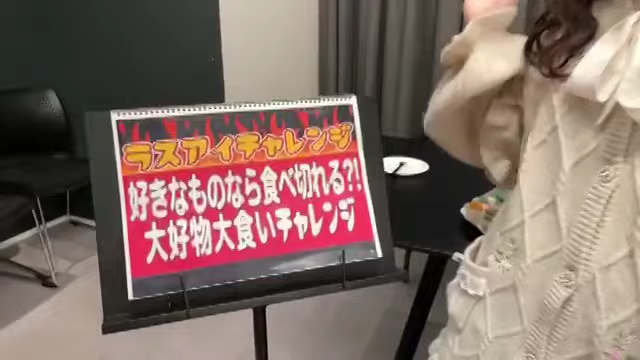 ラスアイチャレンジ
好きなものなら食べ切れる?!
大好物大食いチャレンジ